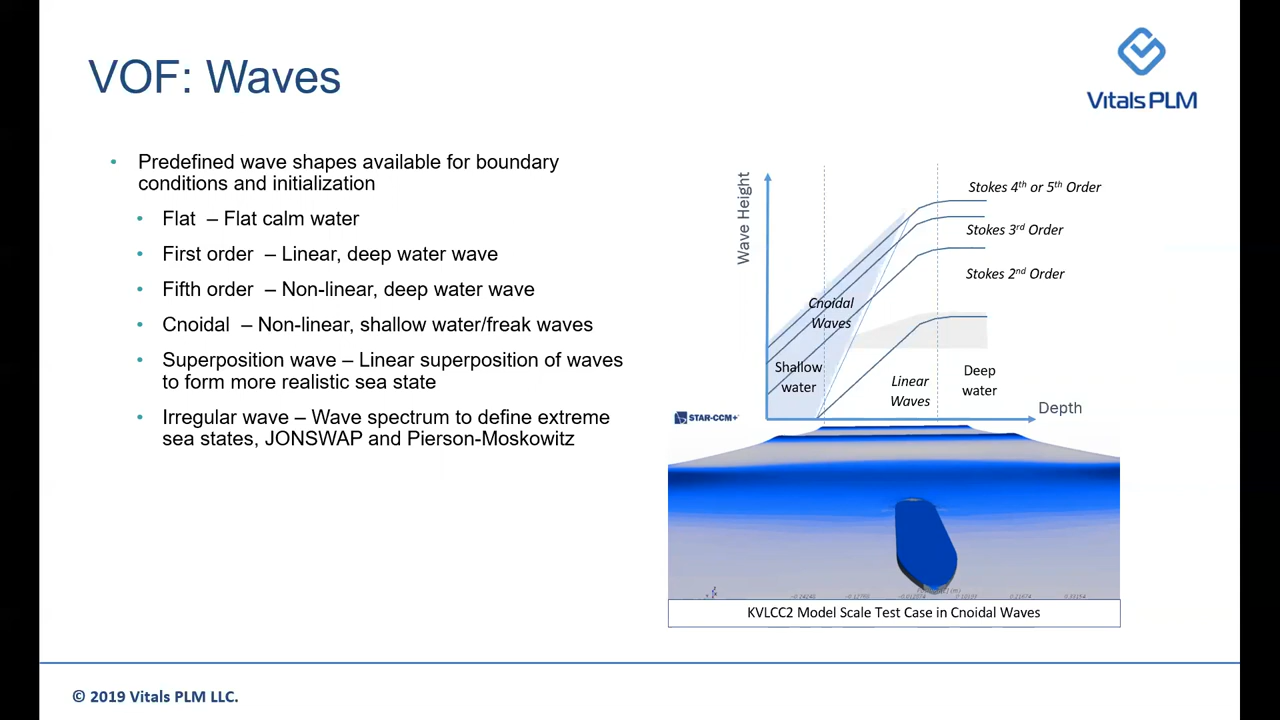 VOF: Waves
Vitals PLM
• Predefined wave shapes available for boundary
conditions and initialization
• Flat – Flat calm water
• First order – Linear, deep water wave
• Fifth order – Non-linear, deep water wave
• Cnoidal – Non-linear, shallow water/freak waves
• Superposition wave – Linear superposition of waves
to form more realistic sea state
• Irregular wave – Wave spectrum to define extreme
sea states, JONSWAP and Pierson-Moskowitz
Wave Height
Stokes 4th or 5th Order
Stokes 3rd Order
Stokes 2nd Order
Cnoidal
Waves
Shallow
water
Linear
Waves
Deep
water
Depth
STAR-CCM+
KVLCC2 Model Scale Test Case in Cnoidal Waves
© 2019 Vitals PLM LLC.